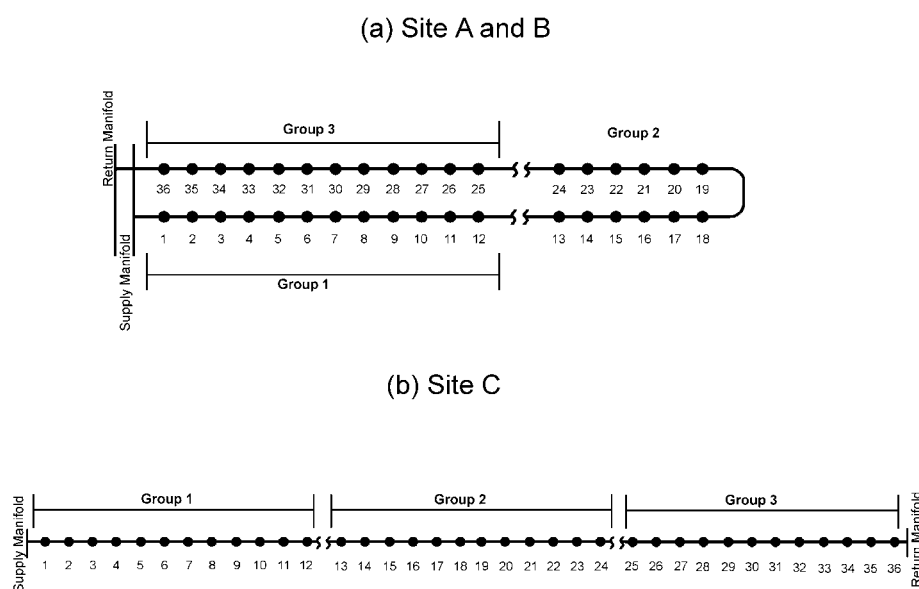 (a) Site A and B
Return Manifold
Group 3
Group 2
36 35 34 33 32 31 30 29 28 27 26 25 24 23 22 21 20 19
1 2 3 4 5 6 7 8 9 10 11 12 13 14 15 16 17 18
Supply Manifold
Group 1
(b) Site C
Supply Manifold
Group 1
Group 2
Group 3
Return Manifold
1 2 3 4 5 6 7 8 9 10 11 12 13 14 15 16 17 18 19 20 21 22 23 24 25 26 27 28 29 30 31 32 33 34 35 36